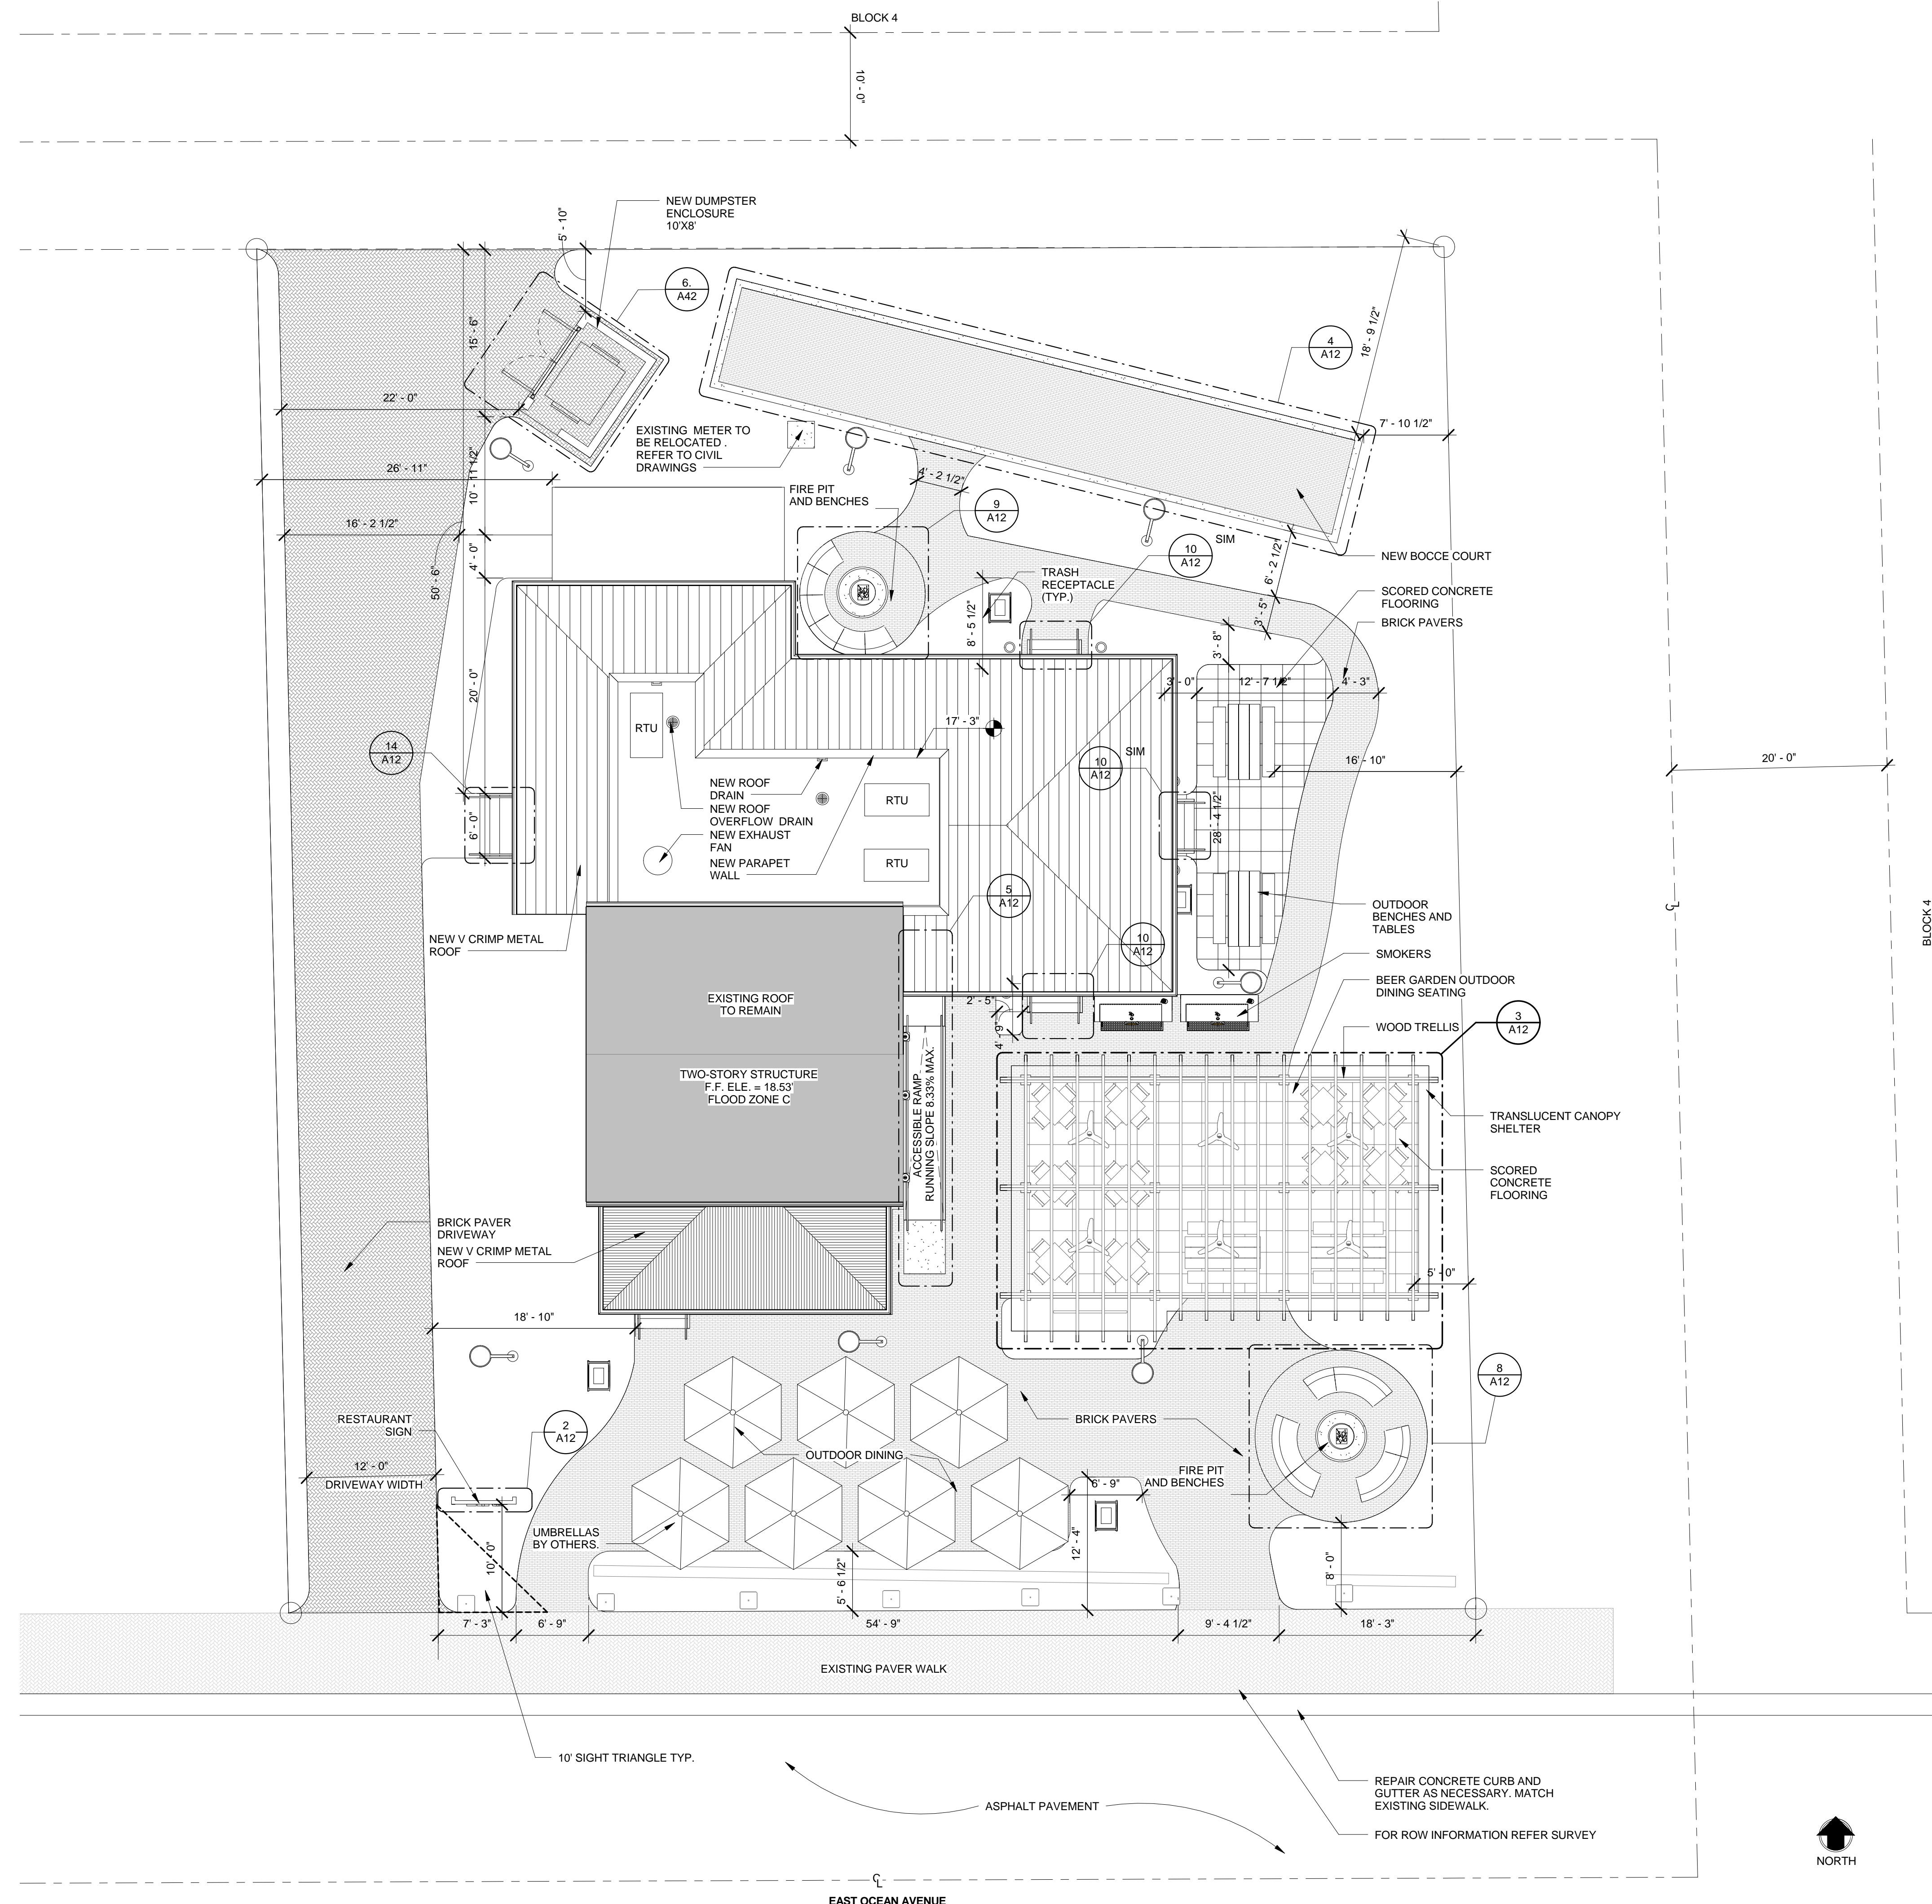 BLOCK 4
10' - 0"
NEW DUMPSTER
ENCLOSURE
10'X8'
5' - 10"
6.
A42
15' - 6"
4
A12
18' - 9 1/2"
22' - 0"
7' - 10 1/2"
EXISTING METER TO
BE RELOCATED .
REFER TO CIVIL
DRAWINGS
26' - 11"
10' - 11 1/2"
4' - 2 1/2"
FIRE PIT
AND BENCHES
9
A12
16' - 2 1/2"
10
A12
SIM
NEW BOCCE COURT
4' - 0"
50' - 6"
TRASH
RECEPTACLE
(TYP.)
6' - 2 1/2"
SCORED CONCRETE
FLOORING
3' - 5"
BRICK PAVERS
8' - 5 1/2"
3' - 8"
20' - 0"
3' - 0"
12' - 7 1/2"
4' - 3"
RTU
17' - 3"
14
A12
10
A12
SIM
16' - 10"
20' - 0"
NEW ROOF
DRAIN
NEW ROOF
OVERFLOW DRAIN
NEW EXHAUST
FAN
NEW PARAPET
WALL
RTU
RTU
6' - 0"
28' - 4 1/2"
5
A12
OUTDOOR
BENCHES AND
TABLES
CL
BLOCK 4
NEW V CRIMP METAL
ROOF
10
A12
SMOKERS
BEER GARDEN OUTDOOR
DINING SEATING
EXISTING ROOF
TO REMAIN
2' - 5"
4' - 9"
WOOD TRELLIS
3
A12
TWO-STORY STRUCTURE
F.F. ELE. = 18.53'
FLOOD ZONE C
ACCESSIBLE RAMP
RUNNING SLOPE 8.33% MAX.
TRANSLUCENT CANOPY
SHELTER
SCORED
CONCRETE
FLOORING
BRICK PAVER
DRIVEWAY
NEW V CRIMP METAL
ROOF
5' - 0"
18' - 10"
8
A12
RESTAURANT
SIGN
2
A12
BRICK PAVERS
OUTDOOR DINING
12' - 0"
DRIVEWAY WIDTH
FIRE PIT
AND BENCHES
6' - 9"
UMBRELLAS
BY OTHERS.
10' - 0"
5' - 6 1/2"
12' - 4"
8' - 0"
7' - 3"
6' - 9"
54' - 9"
9' - 4 1/2"
18' - 3"
EXISTING PAVER WALK
10' SIGHT TRIANGLE TYP.
REPAIR CONCRETE CURB AND
GUTTER AS NECESSARY. MATCH
EXISTING SIDEWALK.
ASPHALT PAVEMENT
FOR ROW INFORMATION REFER SURVEY
NORTH
CL
EAST OCEAN AVENUE